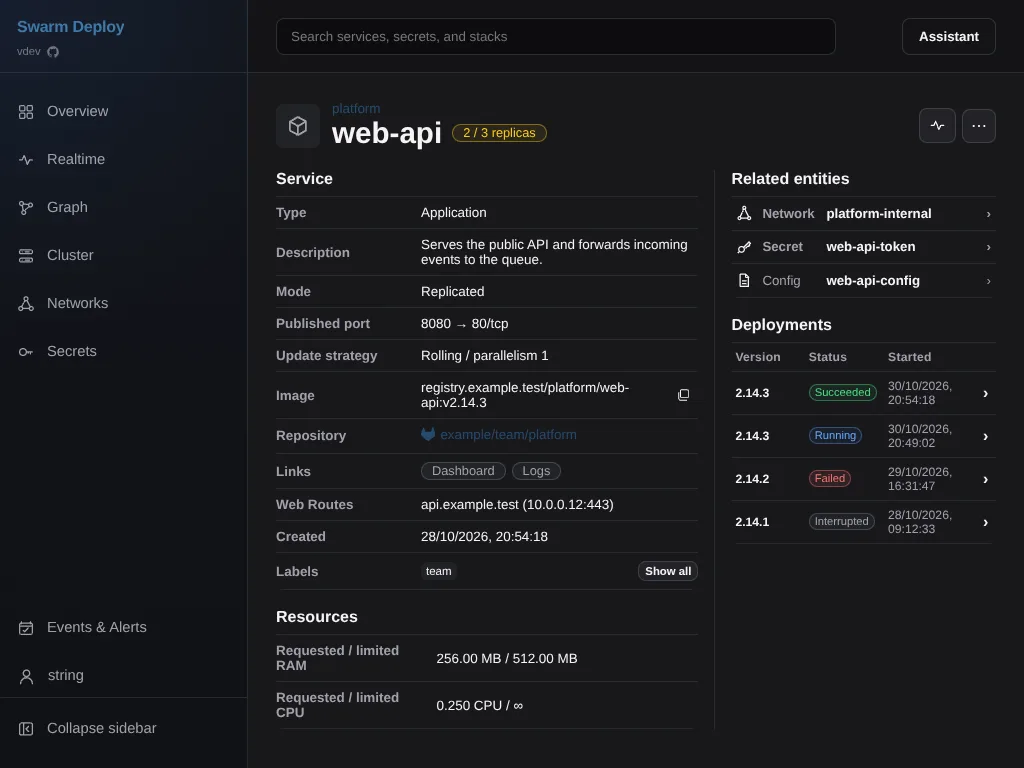 Swarm Deploy
vdev
Search services, secrets, and stacks
Assistant
Overview
Realtime
Graph
Cluster
Networks
Secrets
Events & Alerts
string
Collapse sidebar
platform
web-api
2 / 3 replicas
Service
Type Application
Description Serves the public API and forwards incoming
events to the queue.
Mode Replicated
Published port 8080 → 80/tcp
Update strategy Rolling / parallelism 1
Image registry.example.test/platform/web-
api:v2.14.3
Repository example/team/platform
Links Dashboard Logs
Web Routes api.example.test (10.0.0.12:443)
Created 28/10/2026, 20:54:18
Labels team Show all
Resources
Requested / limited
RAM 256.00 MB / 512.00 MB
Requested / limited
CPU 0.250 CPU / ∞
Related entities
Network platform-internal ›
Secret web-api-token ›
Config web-api-config ›
Deployments
Version Status Started
2.14.3 Succeeded 30/10/2026,
20:54:18 ›
2.14.3 Running 30/10/2026,
20:49:02 ›
2.14.2 Failed 29/10/2026,
16:31:47 ›
2.14.1 Interrupted 28/10/2026,
09:12:33 ›